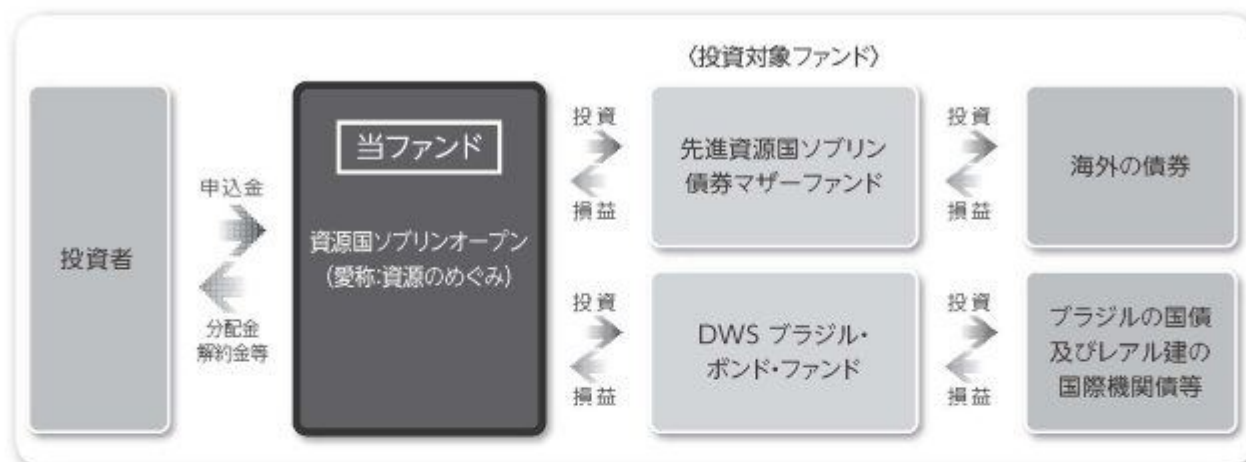 〈投資対象ファンド〉
投資者
申込金
分配金
解約金等
当ファンド
資源国ソブリンオープン
(愛称:資源のめぐみ)
投資
損益
先進資源国ソブリン
債券マザーファンド
投資
損益
海外の債券
投資
損益
DWS ブラジル・
ボンド・ファンド
投資
損益
ブラジルの国債
及びレアル建の
国際機関債等